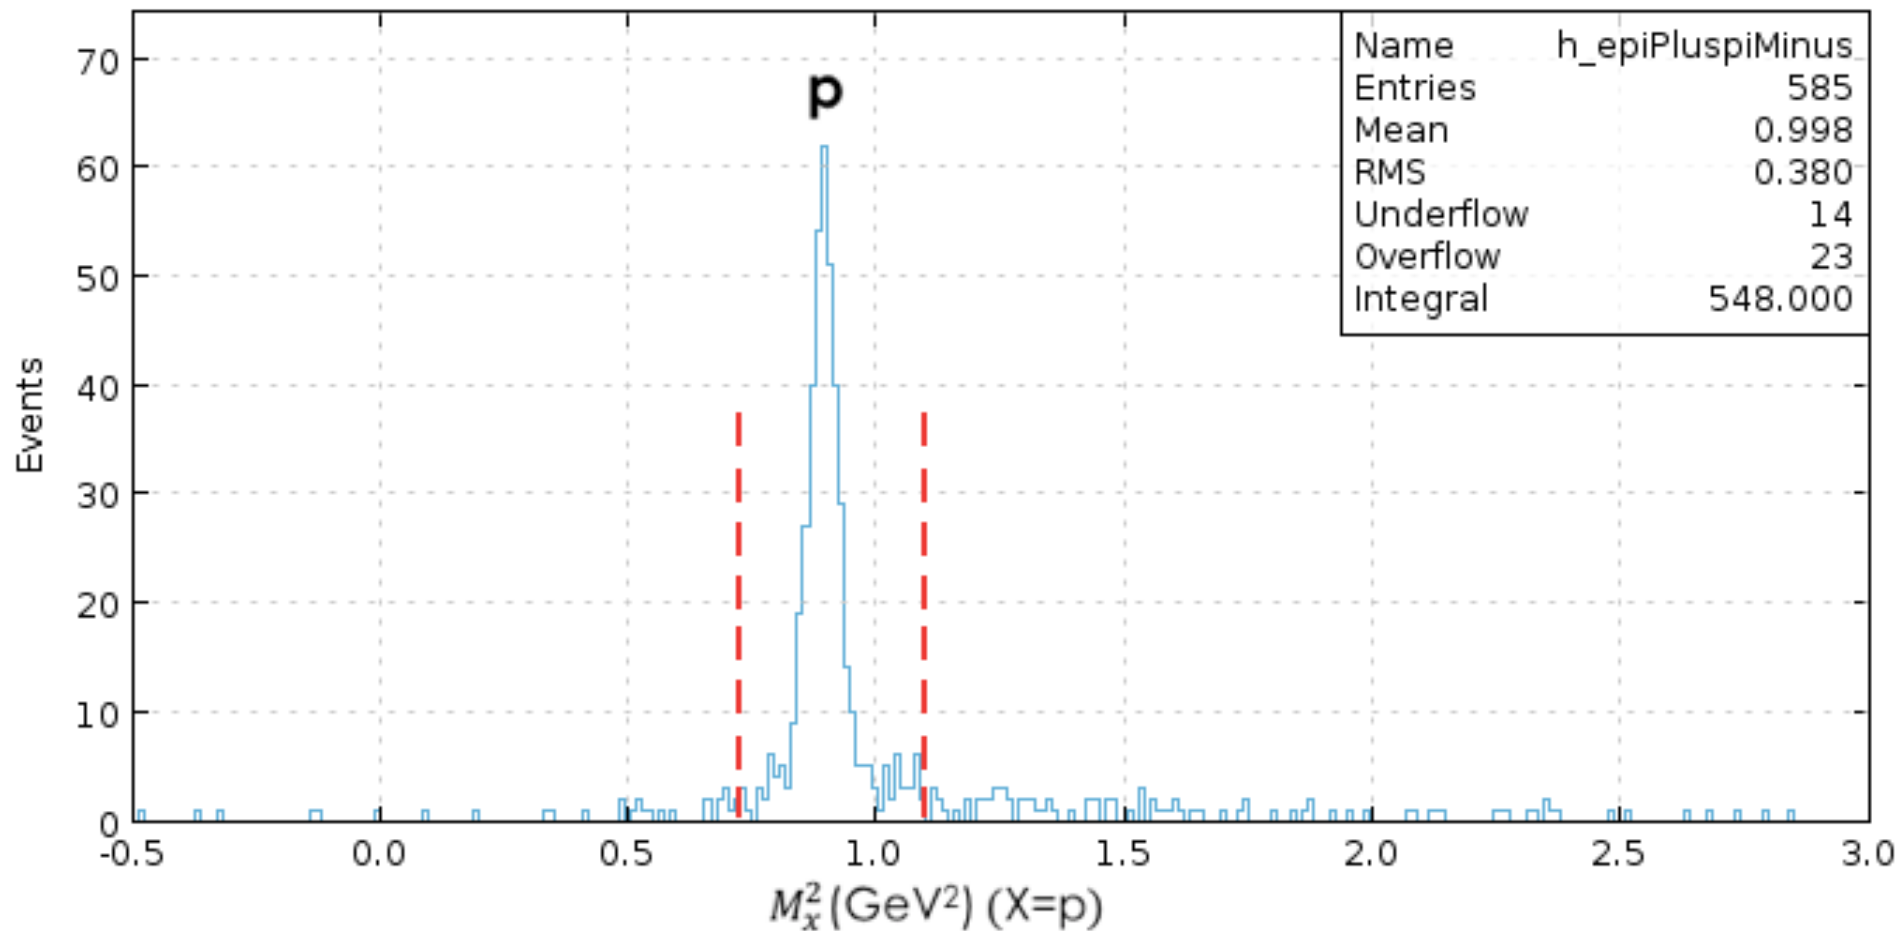 70
60
50
40
30
20
10
0
Events
p
Name h_epiPluspiMinus
Entries 585
Mean 0.998
RMS 0.380
Underflow 14
Overflow 23
Integral 548.000
-0.5 0.0 0.5 1.0 1.5 2.0 2.5 3.0
M_x^2(GeV²) (X=p)